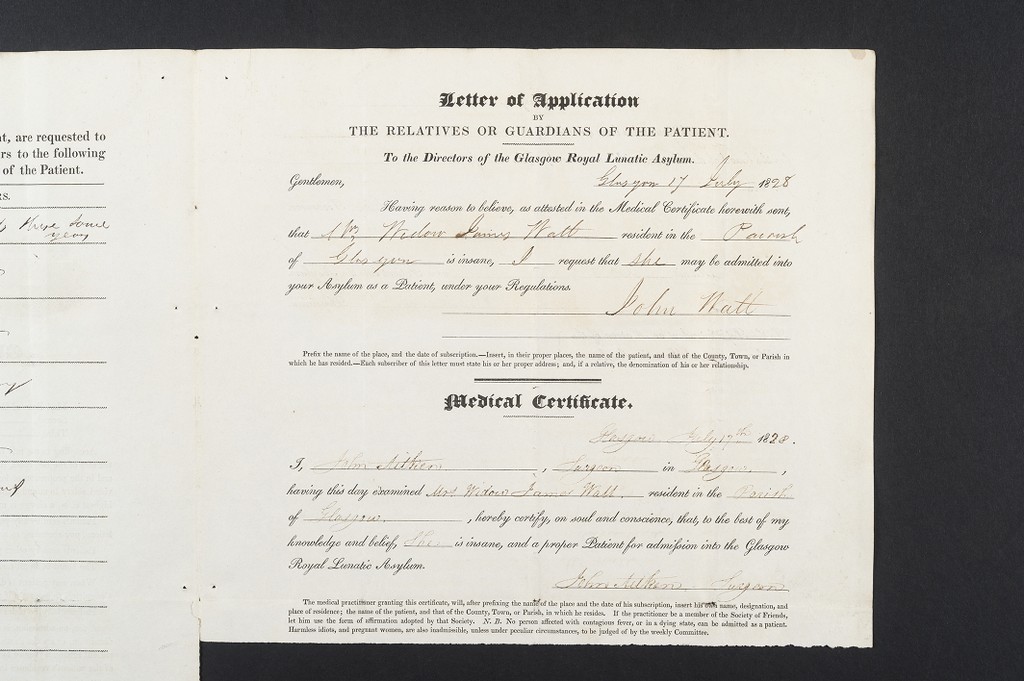 nt, are requested to
rs to the following
of the Patient.
RS.
these some
years
Letter of Application
BY
THE RELATIVES OR GUARDIANS OF THE PATIENT.
To the Directors of the Glasgow Royal Lunatic Asylum.
Gentlemen,
Glasgow 17 July 1828
Having reason to believe, as attested in the Medical Certificate herewith sent,
that Mrs Widow James Watt resident in the Parish
of Glasgow is insane, I request that she may be admitted into
your Asylum as a Patient, under your Regulations.
John Watt
Prefix the name of the place, and the date of subscription.—Insert, in their proper places, the name of the patient, and that of the County, Town, or Parish in
which he has resided.—Each subscriber of this letter must state his or her proper address; and, if a relative, the denomination of his or her relationship.
Medical Certificate.
Glasgow July 17th 1828.
I, John Aitken, Surgeon in Glasgow,
having this day examined Mrs Widow James Watt resident in the Parish
of Glasgow, hereby certify, on soul and conscience, that, to the best of my
knowledge and belief, She is insane, and a proper Patient for admission into the Glasgow
Royal Lunatic Asylum.
John Aitken Surgeon
The medical practitioner granting this certificate, will, after prefixing the name of the place and the date of his subscription, insert his own name, designation, and
place of residence; the name of the patient, and that of the County, Town, or Parish, in which he resides. If the practitioner be a member of the Society of Friends,
let him use the form of affirmation adopted by that Society. N. B. No person affected with contagious fever, or in a dying state, can be admitted as a patient.
Harmless idiots, and pregnant women, are also inadmissible, unless under peculiar circumstances, to be judged of by the weekly Committee.